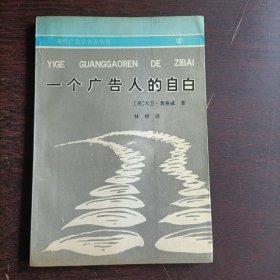 现代广告学名著丛书
YIGE GUANGGAOREN DE ZIBAI
一个广告人的自白
[美]大卫·奥格威 著
林桦 译